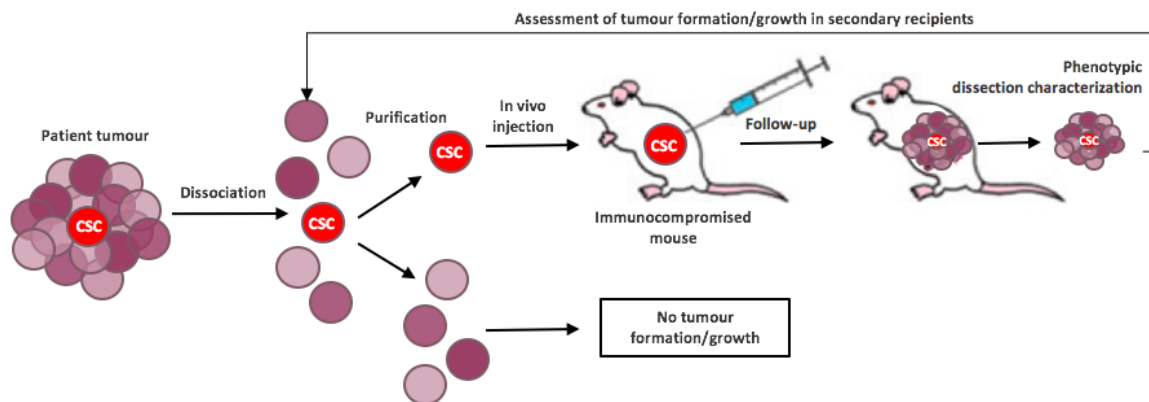 Assessment of tumour formation/growth in secondary recipients
Patient tumour
CSC
Dissociation
CSC
Purification
CSC
In vivo
injection
CSC
Immunocompromised
mouse
Follow-up
CSC
Phenotypic
dissection characterization
CSC
No tumour
formation/growth